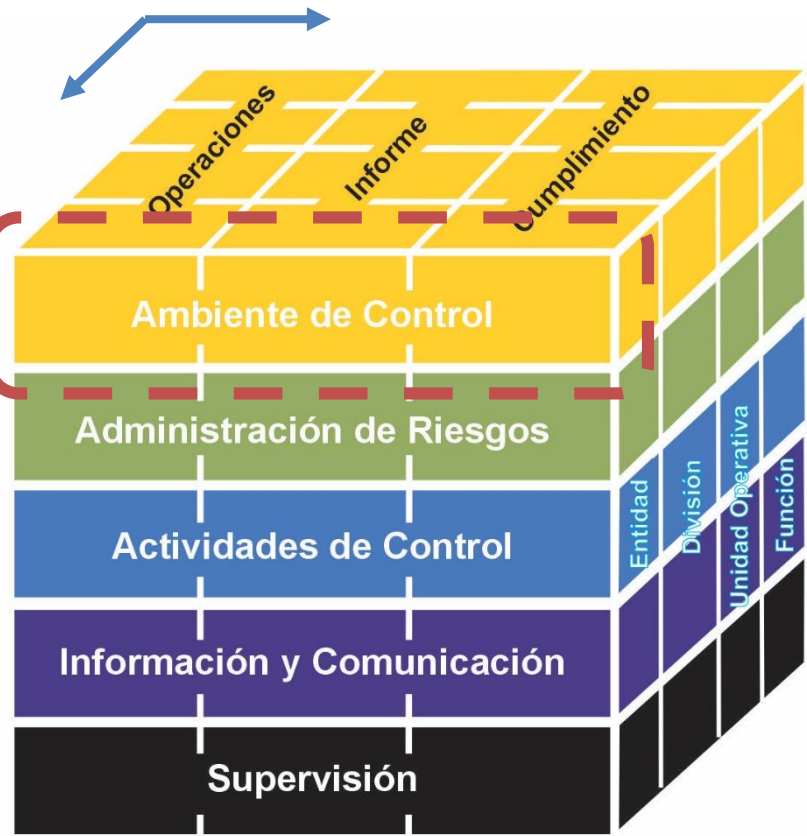 Operaciones
Informe
Cumplimiento
Ambiente de Control
Administración de Riesgos
Actividades de Control
Información y Comunicación
Supervisión
Entidad
División
Unidad Operativa
Función